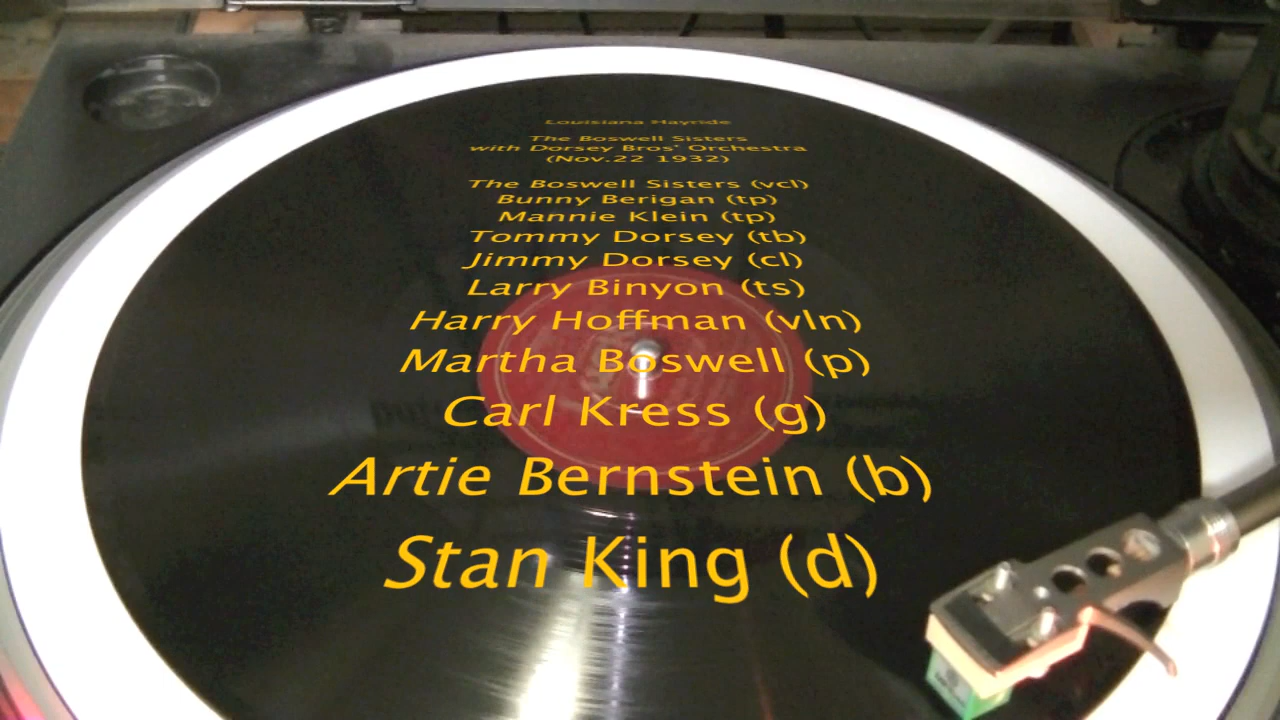 Louisiana Hayride
The Boswell Sisters
with Dorsey Bros' Orchestra
(Nov.22 1932)
The Boswell Sisters (vcl)
Bunny Berigan (tp)
Mannie Klein (tp)
Tommy Dorsey (tb)
Jimmy Dorsey (cl)
Larry Binyon (ts)
Harry Hoffman (vln)
Martha Boswell (p)
Carl Kress (g)
Artie Bernstein (b)
Stan King (d)